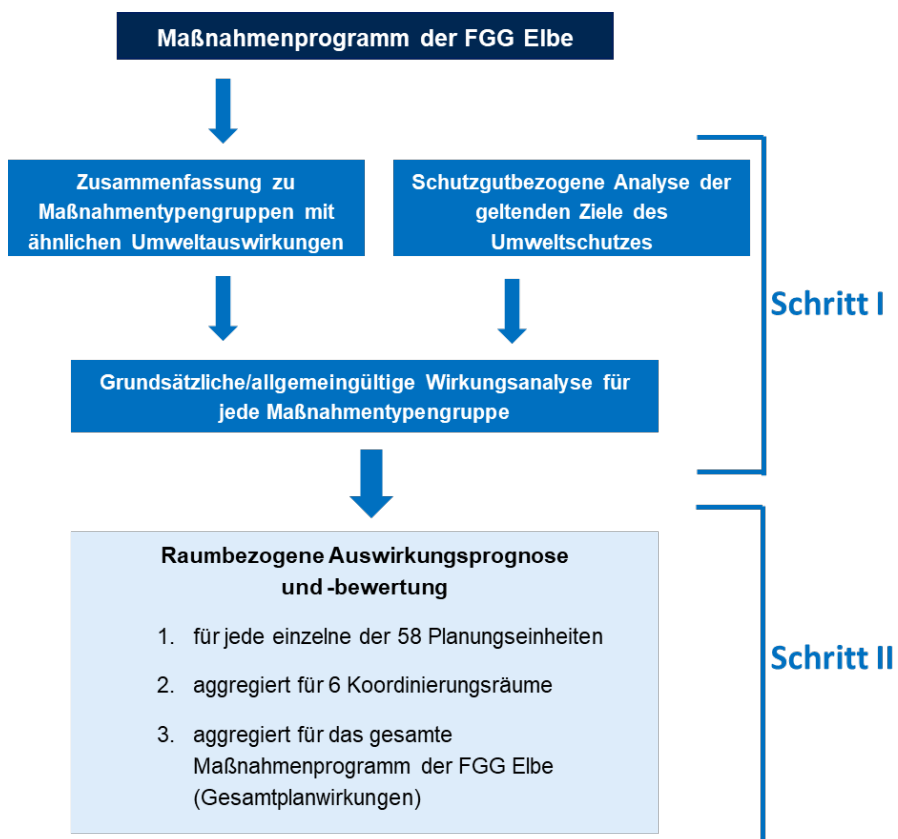 Maßnahmenprogramm der FGG Elbe
Zusammenfassung zu
Maßnahmentypengruppen mit
ähnlichen Umweltauswirkungen
Schutzgutbezogene Analyse der
geltenden Ziele des
Umweltschutzes
Schritt I
Grundsätzliche/allgemeingültige Wirkungsanalyse für
jede Maßnahmentypengruppe
Raumbezogene Auswirkungsprognose
und -bewertung
1. für jede einzelne der 58 Planungseinheiten
2. aggregiert für 6 Koordinierungsräume
3. aggregiert für das gesamte
Maßnahmenprogramm der FGG Elbe
(Gesamtplanwirkungen)
Schritt II